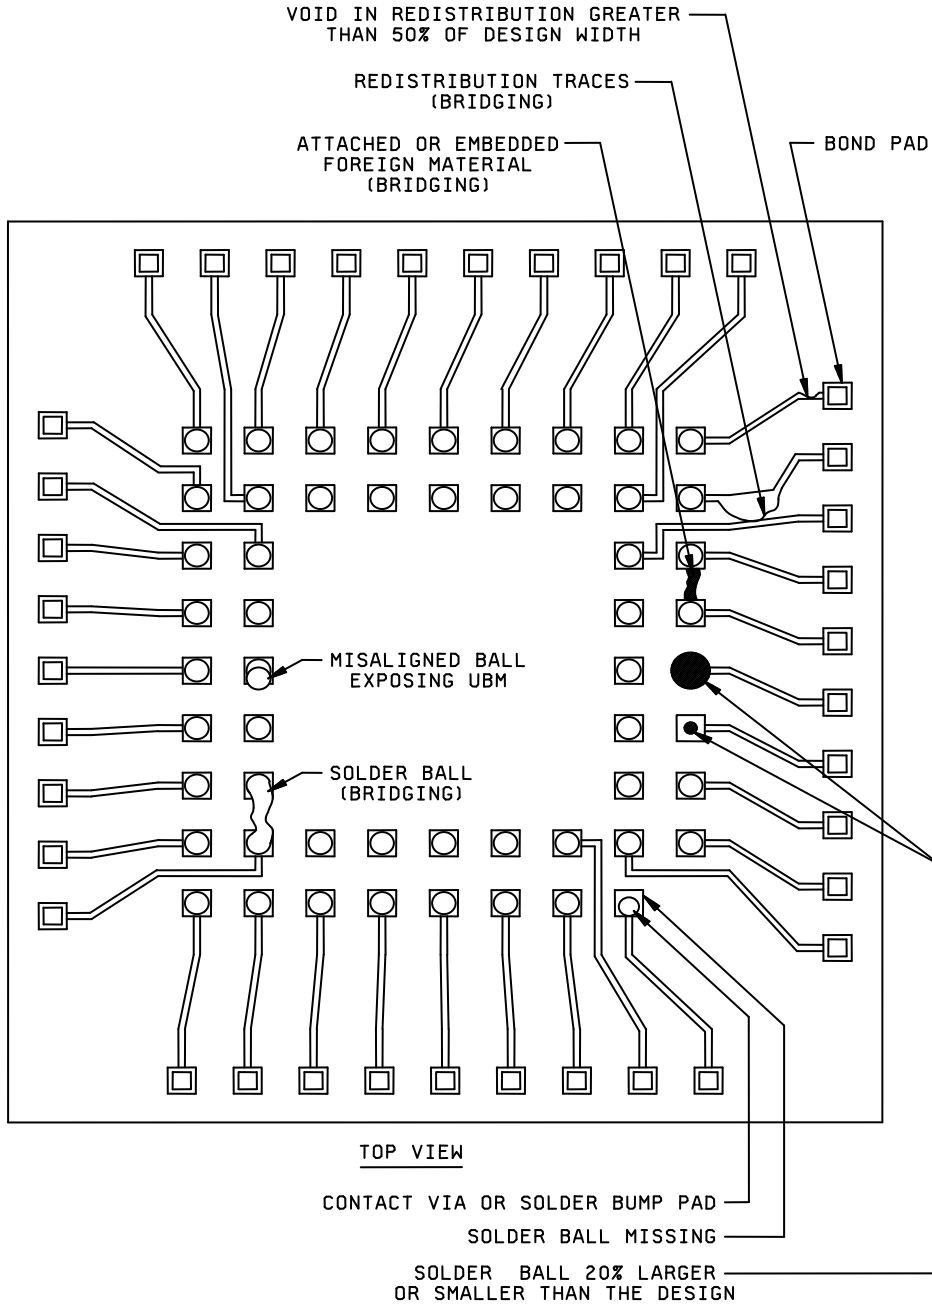 VOID IN REDISTRIBUTION GREATER
THAN 50% OF DESIGN WIDTH
REDISTRIBUTION TRACES
(BRIDGING)
ATTACHED OR EMBEDDED
FOREIGN MATERIAL
(BRIDGING)
BOND PAD
MISALIGNED BALL
EXPOSING UBM
SOLDER BALL
(BRIDGING)
TOP VIEW
CONTACT VIA OR SOLDER BUMP PAD
SOLDER BALL MISSING
SOLDER BALL 20% LARGER
OR SMALLER THAN THE DESIGN